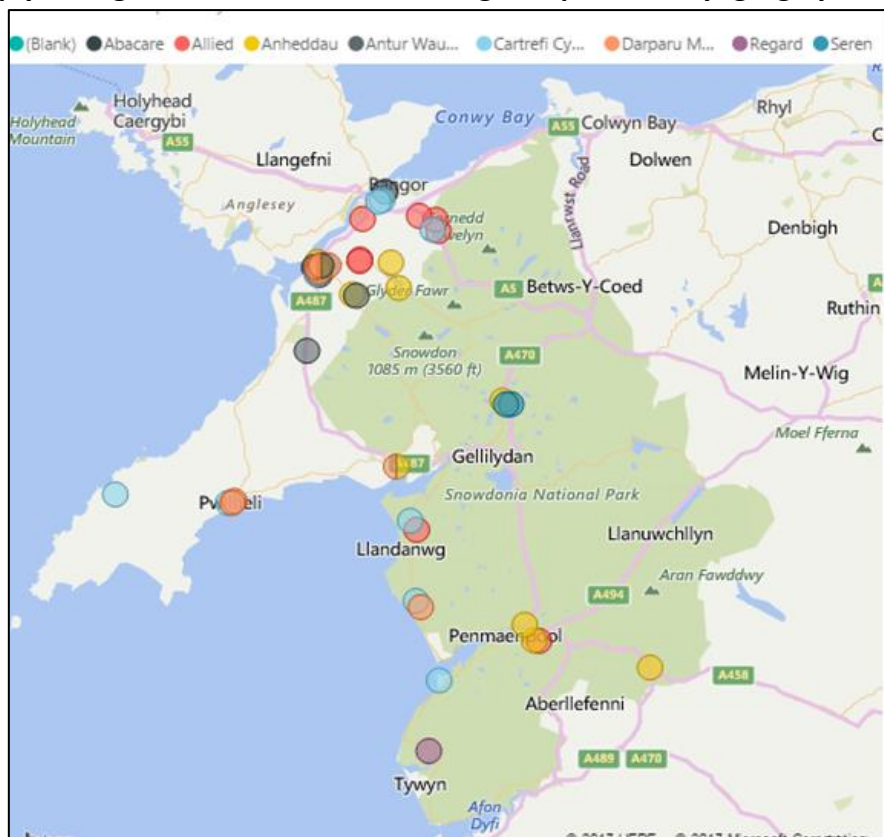 (Blank) Abacare Allied Anheddau Antur Wau... Cartrefi Cy... Darparu M... Regard Seren
Holyhead
Caergybi
Holyhead
Mountain
A55
Llangefni
Conwy Bay
A55
Colwyn Bay
Rhyl
Dolwen
Bangor
Anglesey
Llanrwst Road
Denbigh
A487
Glyder Fawr
A5
Betws-Y-Coed
Ruthin
Snowdon
1085 m (3560 ft)
A470
Melin-Y-Wig
Moel Fferna
Gellilydan
Snowdonia National Park
Llanuwchllyn
Llandanwg
Aran Fawddwy
A494
A458
Aberllefenni
A489
A470
Tywyn
Afon
Dyfi